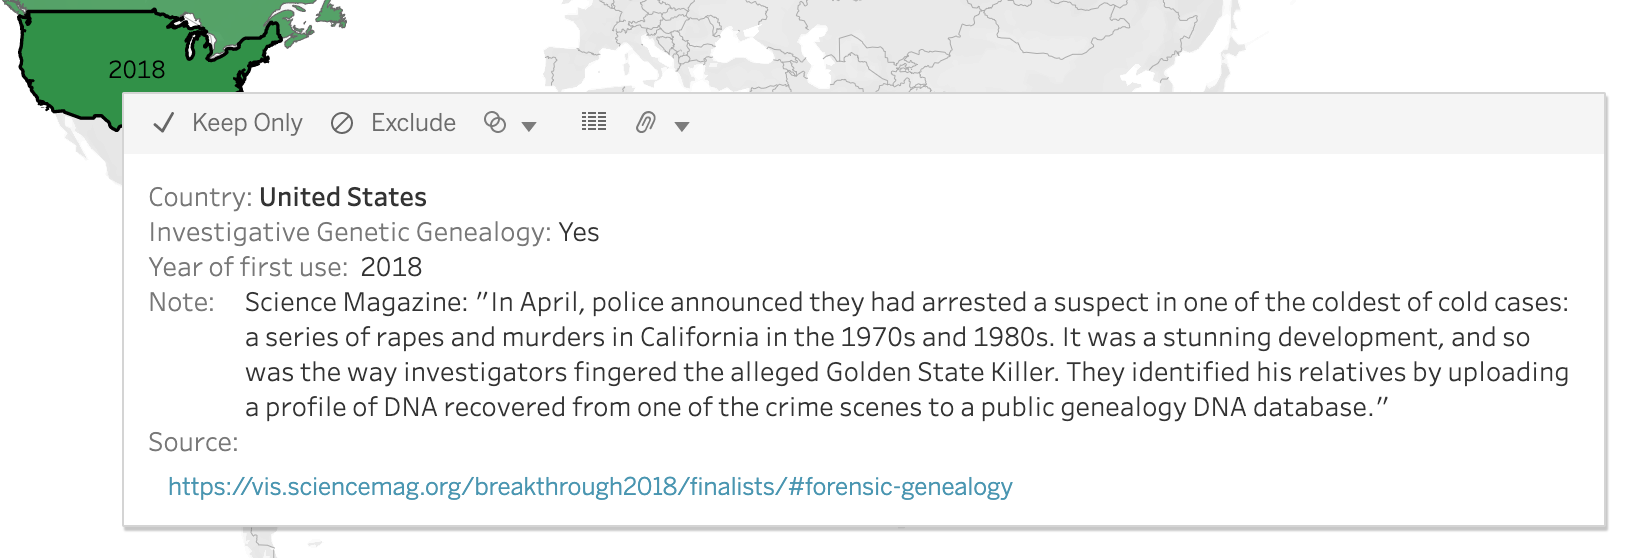 2018
Keep Only Exclude
Country: United States
Investigative Genetic Genealogy: Yes
Year of first use: 2018
Note: Science Magazine: "In April, police announced they had arrested a suspect in one of the coldest of cold cases:
a series of rapes and murders in California in the 1970s and 1980s. It was a stunning development, and so
was the way investigators fingered the alleged Golden State Killer. They identified his relatives by uploading
a profile of DNA recovered from one of the crime scenes to a public genealogy DNA database."
Source:
https://vis.sciencemag.org/breakthrough2018/finalists/#forensic-genealogy